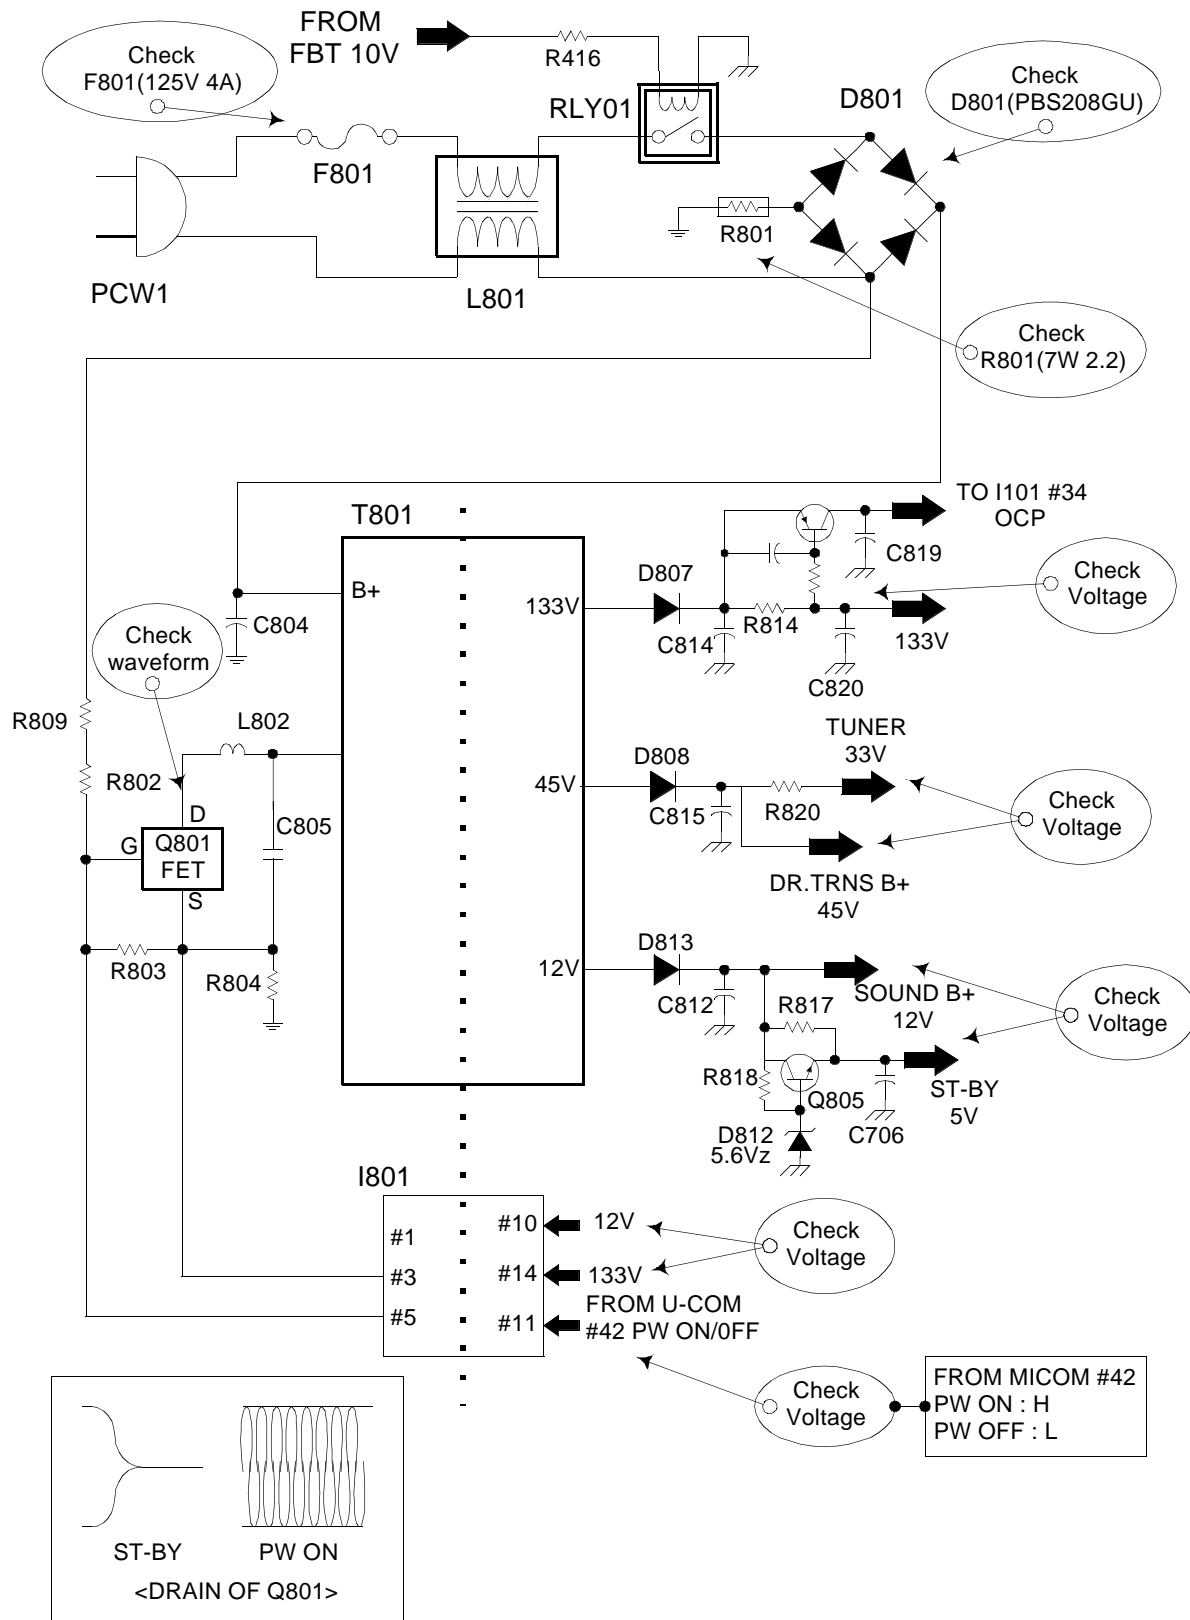 FROM
FBT 10V
R416
Check
F801(125V 4A)
RLY01
D801
Check
D801(PBS208GU)
F801
R801
PCW1
L801
Check
R801(7W 2.2)
T801
TO I101 #34
OCP
C819
B+
D807
133V
Check
Voltage
C804
R814
C814
133V
Check
waveform
C820
R809
L802
TUNER
33V
D808
R802
45V
R820
C815
Check
Voltage
D
C805
G
Q801
FET
S
DR.TRNS B+
45V
D813
R803
R804
12V
C812
R817
SOUND B+
12V
Check
Voltage
R818
Q805
ST-BY
5V
D812
5.6Vz
C706
I801
#1
#3
#5
#10
12V
#14
133V
Check
Voltage
#11
FROM U-COM
#42 PW ON/0FF
Check
Voltage
FROM MICOM #42
PW ON : H
PW OFF : L
ST-BY
PW ON
<DRAIN OF Q801>